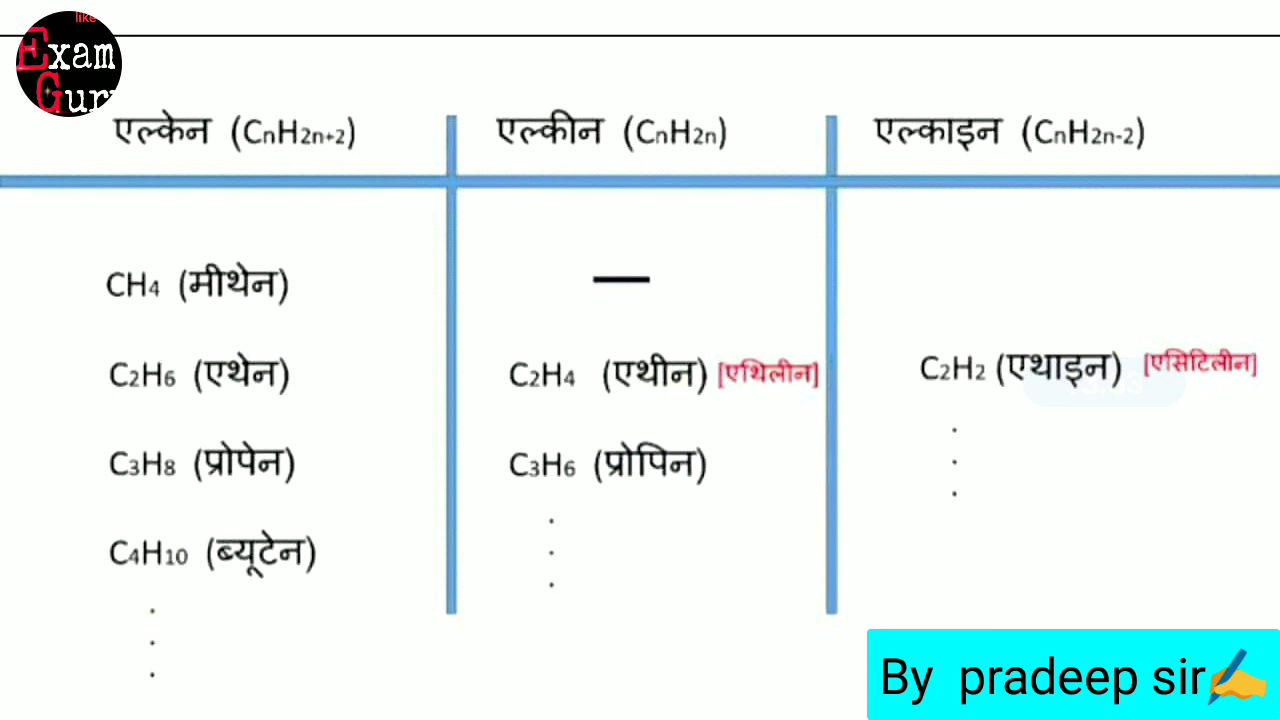 like
Exam
Guru
एल्केन (CnH2n+2)
एल्कीन (CnH2n)
एल्काइन (CnH2n-2)
CH4 (मीथेन)
—
C2H6 (एथेन)
C2H4 (एथीन) [एथिलीन]
C2H2 (एथाइन) [एसिटिलीन]
C3H8 (प्रोपेन)
C3H6 (प्रोपिन)
C4H10 (ब्यूटेन)
By pradeep sir✍️